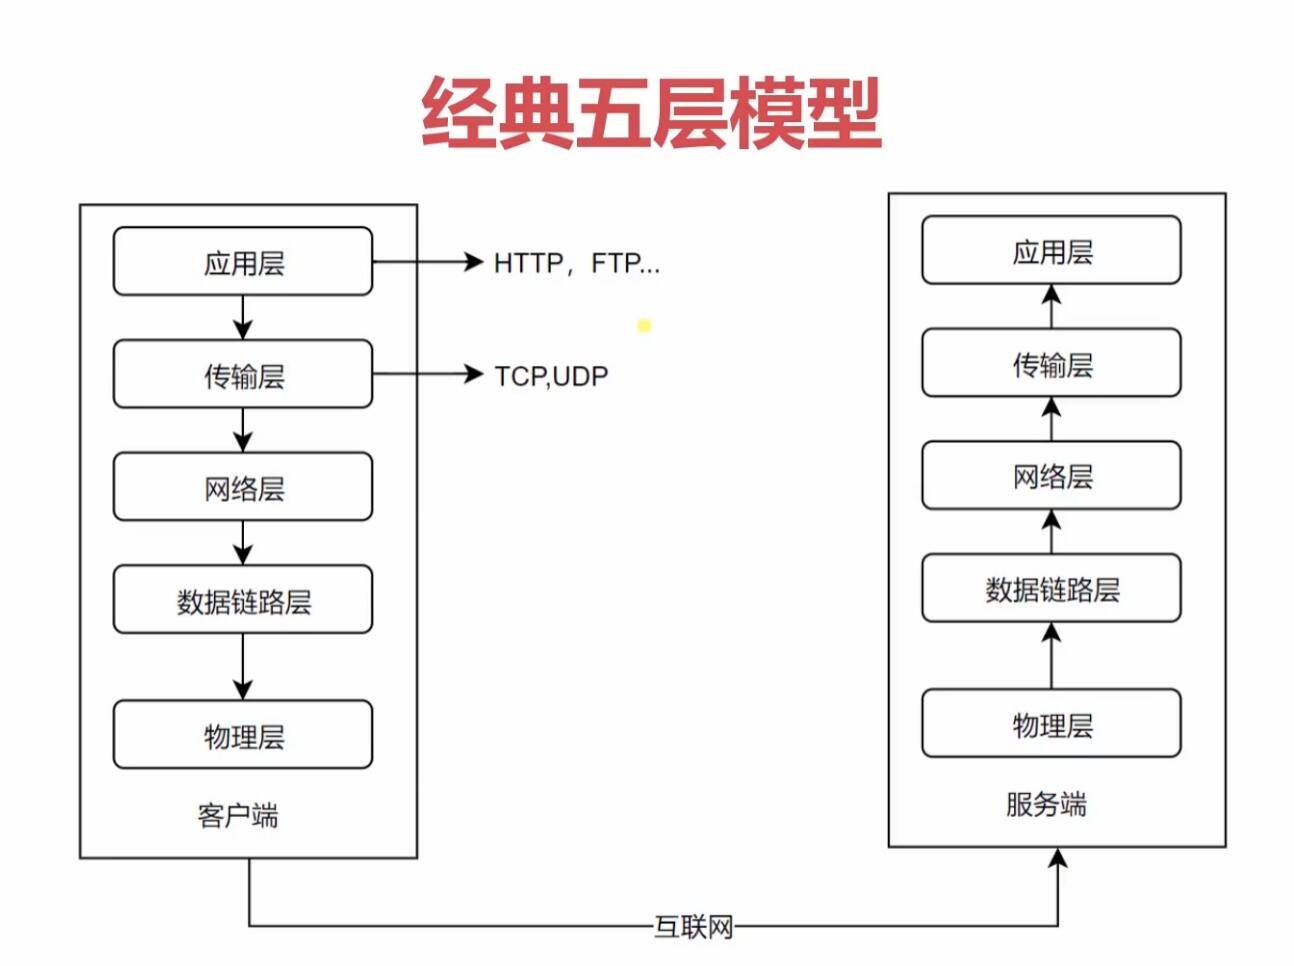 经典五层模型
应用层
HTTP，FTP...
传输层
TCP,UDP
网络层
数据链路层
物理层
客户端
应用层
传输层
网络层
数据链路层
物理层
服务端
互联网